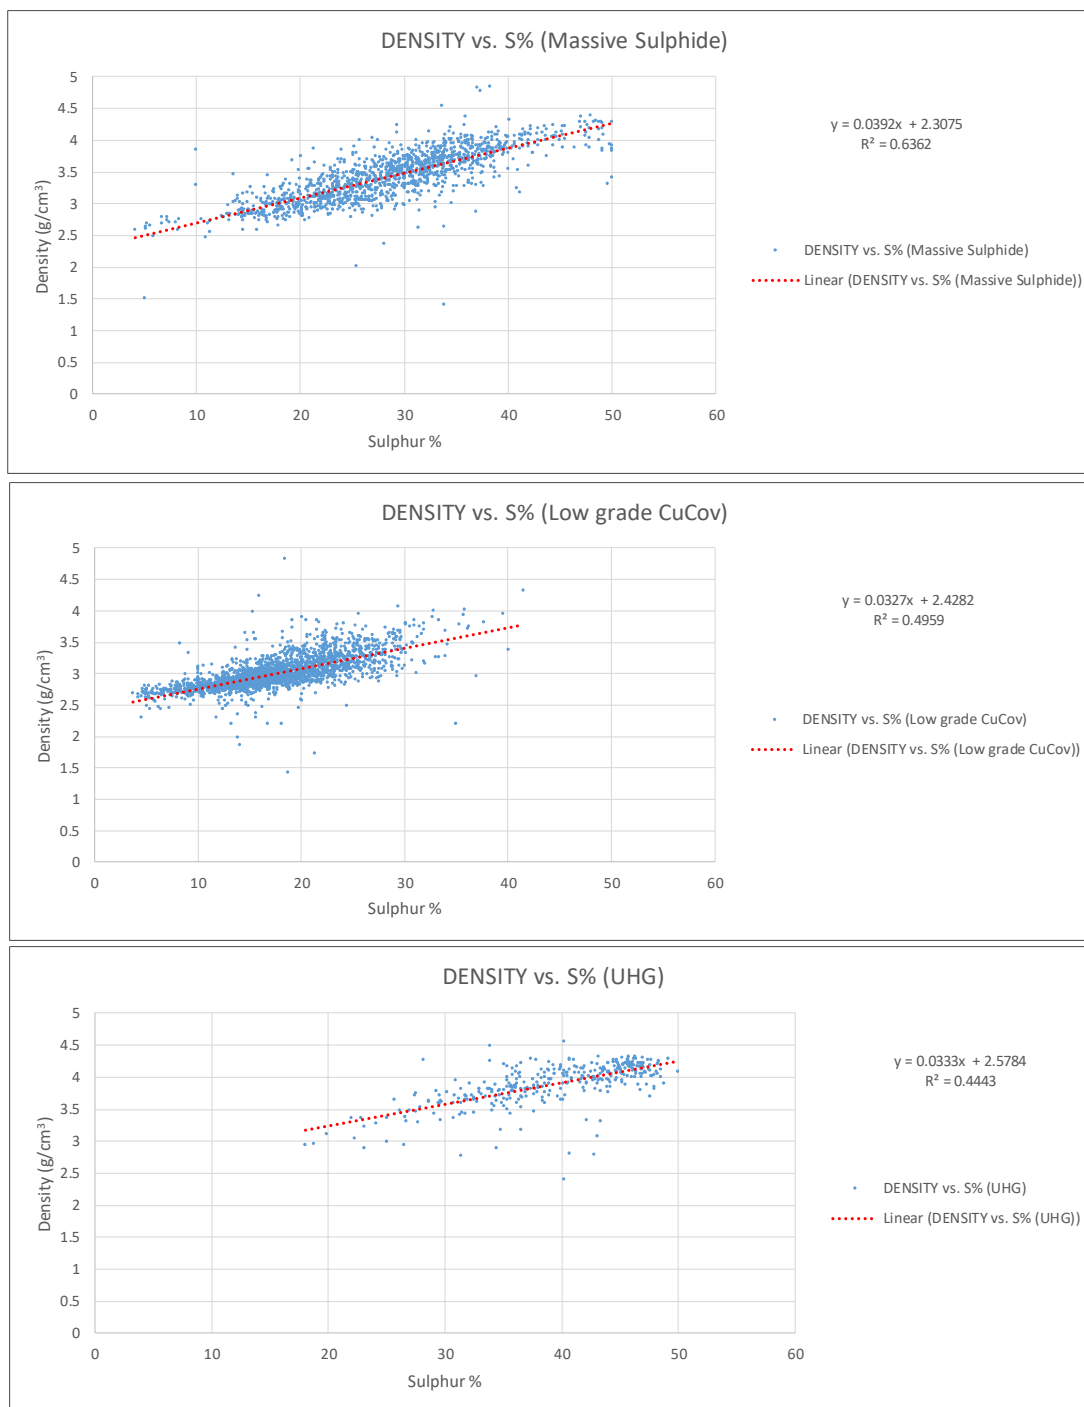 DENSITY vs. S% (Massive Sulphide)
5
4.5
4
3.5
3
2.5
2
1.5
1
0.5
0
Density (g/cm³)
0 10 20 30 40 50 60
Sulphur %
y = 0.0392x + 2.3075
R² = 0.6362
DENSITY vs. S% (Massive Sulphide)
Linear (DENSITY vs. S% (Massive Sulphide))
DENSITY vs. S% (Low grade CuCov)
5
4.5
4
3.5
3
2.5
2
1.5
1
0.5
0
Density (g/cm³)
0 10 20 30 40 50 60
Sulphur %
y = 0.0327x + 2.4282
R² = 0.4959
DENSITY vs. S% (Low grade CuCov)
Linear (DENSITY vs. S% (Low grade CuCov))
DENSITY vs. S% (UHG)
5
4.5
4
3.5
3
2.5
2
1.5
1
0.5
0
Density (g/cm³)
0 10 20 30 40 50 60
Sulphur %
y = 0.0333x + 2.5784
R² = 0.4443
DENSITY vs. S% (UHG)
Linear (DENSITY vs. S% (UHG))